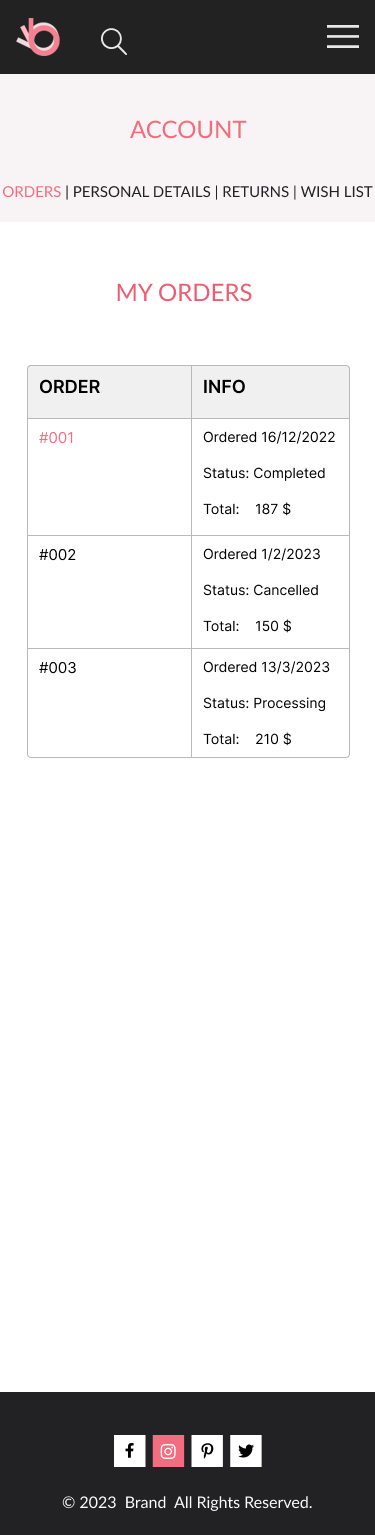 ACCOUNT
ORDERS | PERSONAL DETAILS | RETURNS | WISH LIST
MY ORDERS
ORDER INFO
#001 Ordered 16/12/2022
Status: Completed
Total: 187 $
#002 Ordered 1/2/2023
Status: Cancelled
Total: 150 $
#003 Ordered 13/3/2023
Status: Processing
Total: 210 $
© 2023 Brand All Rights Reserved.